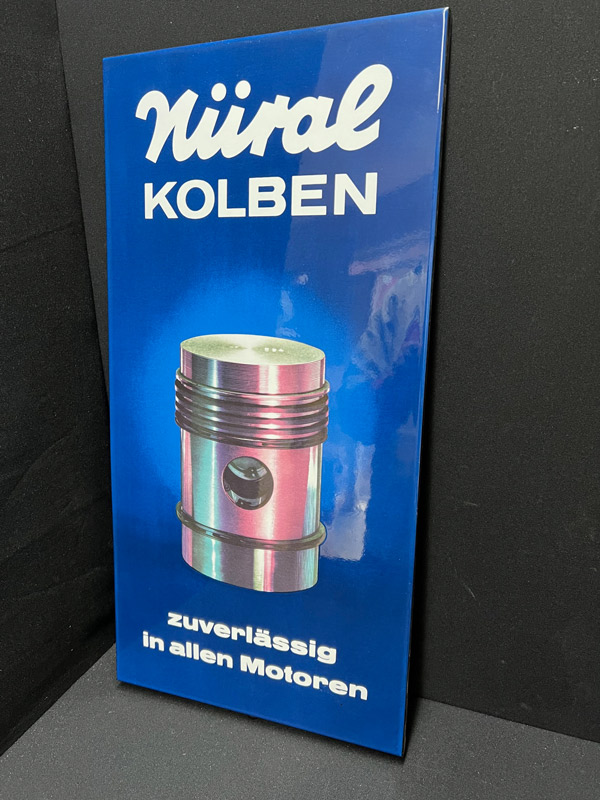 Nüral
KOLBEN
zuverlässig
in allen Motoren